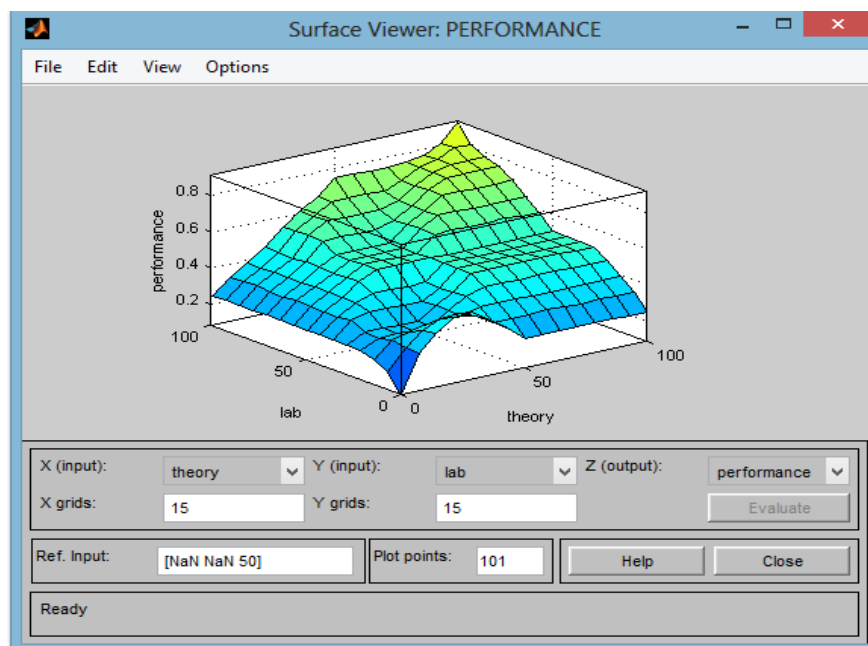 Surface Viewer: PERFORMANCE
File Edit View Options
0.8
0.6
0.4
0.2
performance
100
50
0
lab
0
50
100
theory
X (input): theory Y (input): lab Z (output): performance
X grids: 15 Y grids: 15 Evaluate
Ref. Input: [NaN NaN 50] Plot points: 101 Help Close
Ready